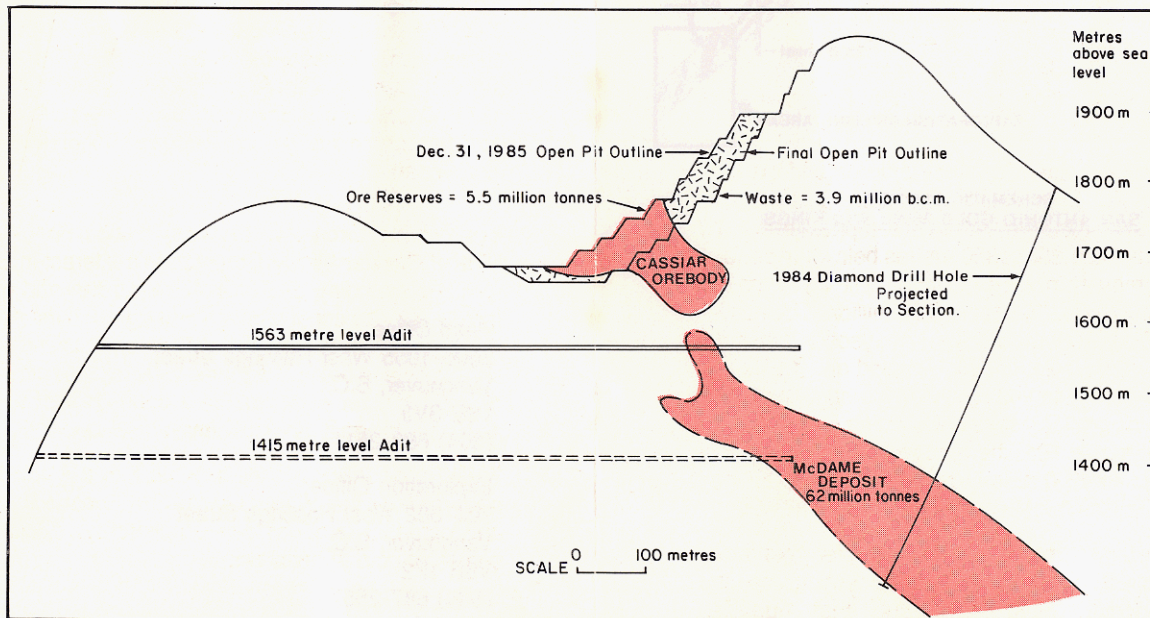 Metres
above sea
level
1900 m
Dec. 31, 1985 Open Pit Outline
Final Open Pit Outline
1800 m
Ore Reserves = 5.5 million tonnes
Waste = 3.9 million b.c.m.
1700 m
CASSIAR
OREBODY
1984 Diamond Drill Hole
Projected
to Section.
1600 m
1563 metre level Adit
1500 m
1415 metre level Adit
1400 m
McDAME
DEPOSIT
62 million tonnes
0 100 metres
SCALE